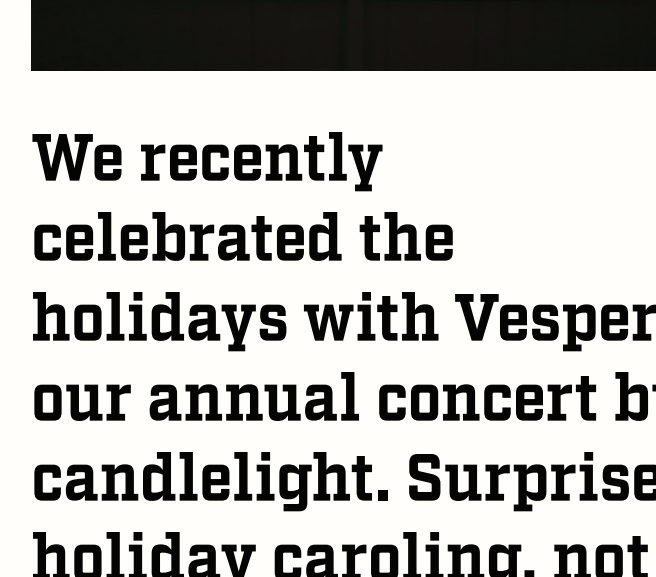 We recently
celebrated the
holidays with Vesper
our annual concert b
candlelight. Surprise
holiday caroling, not